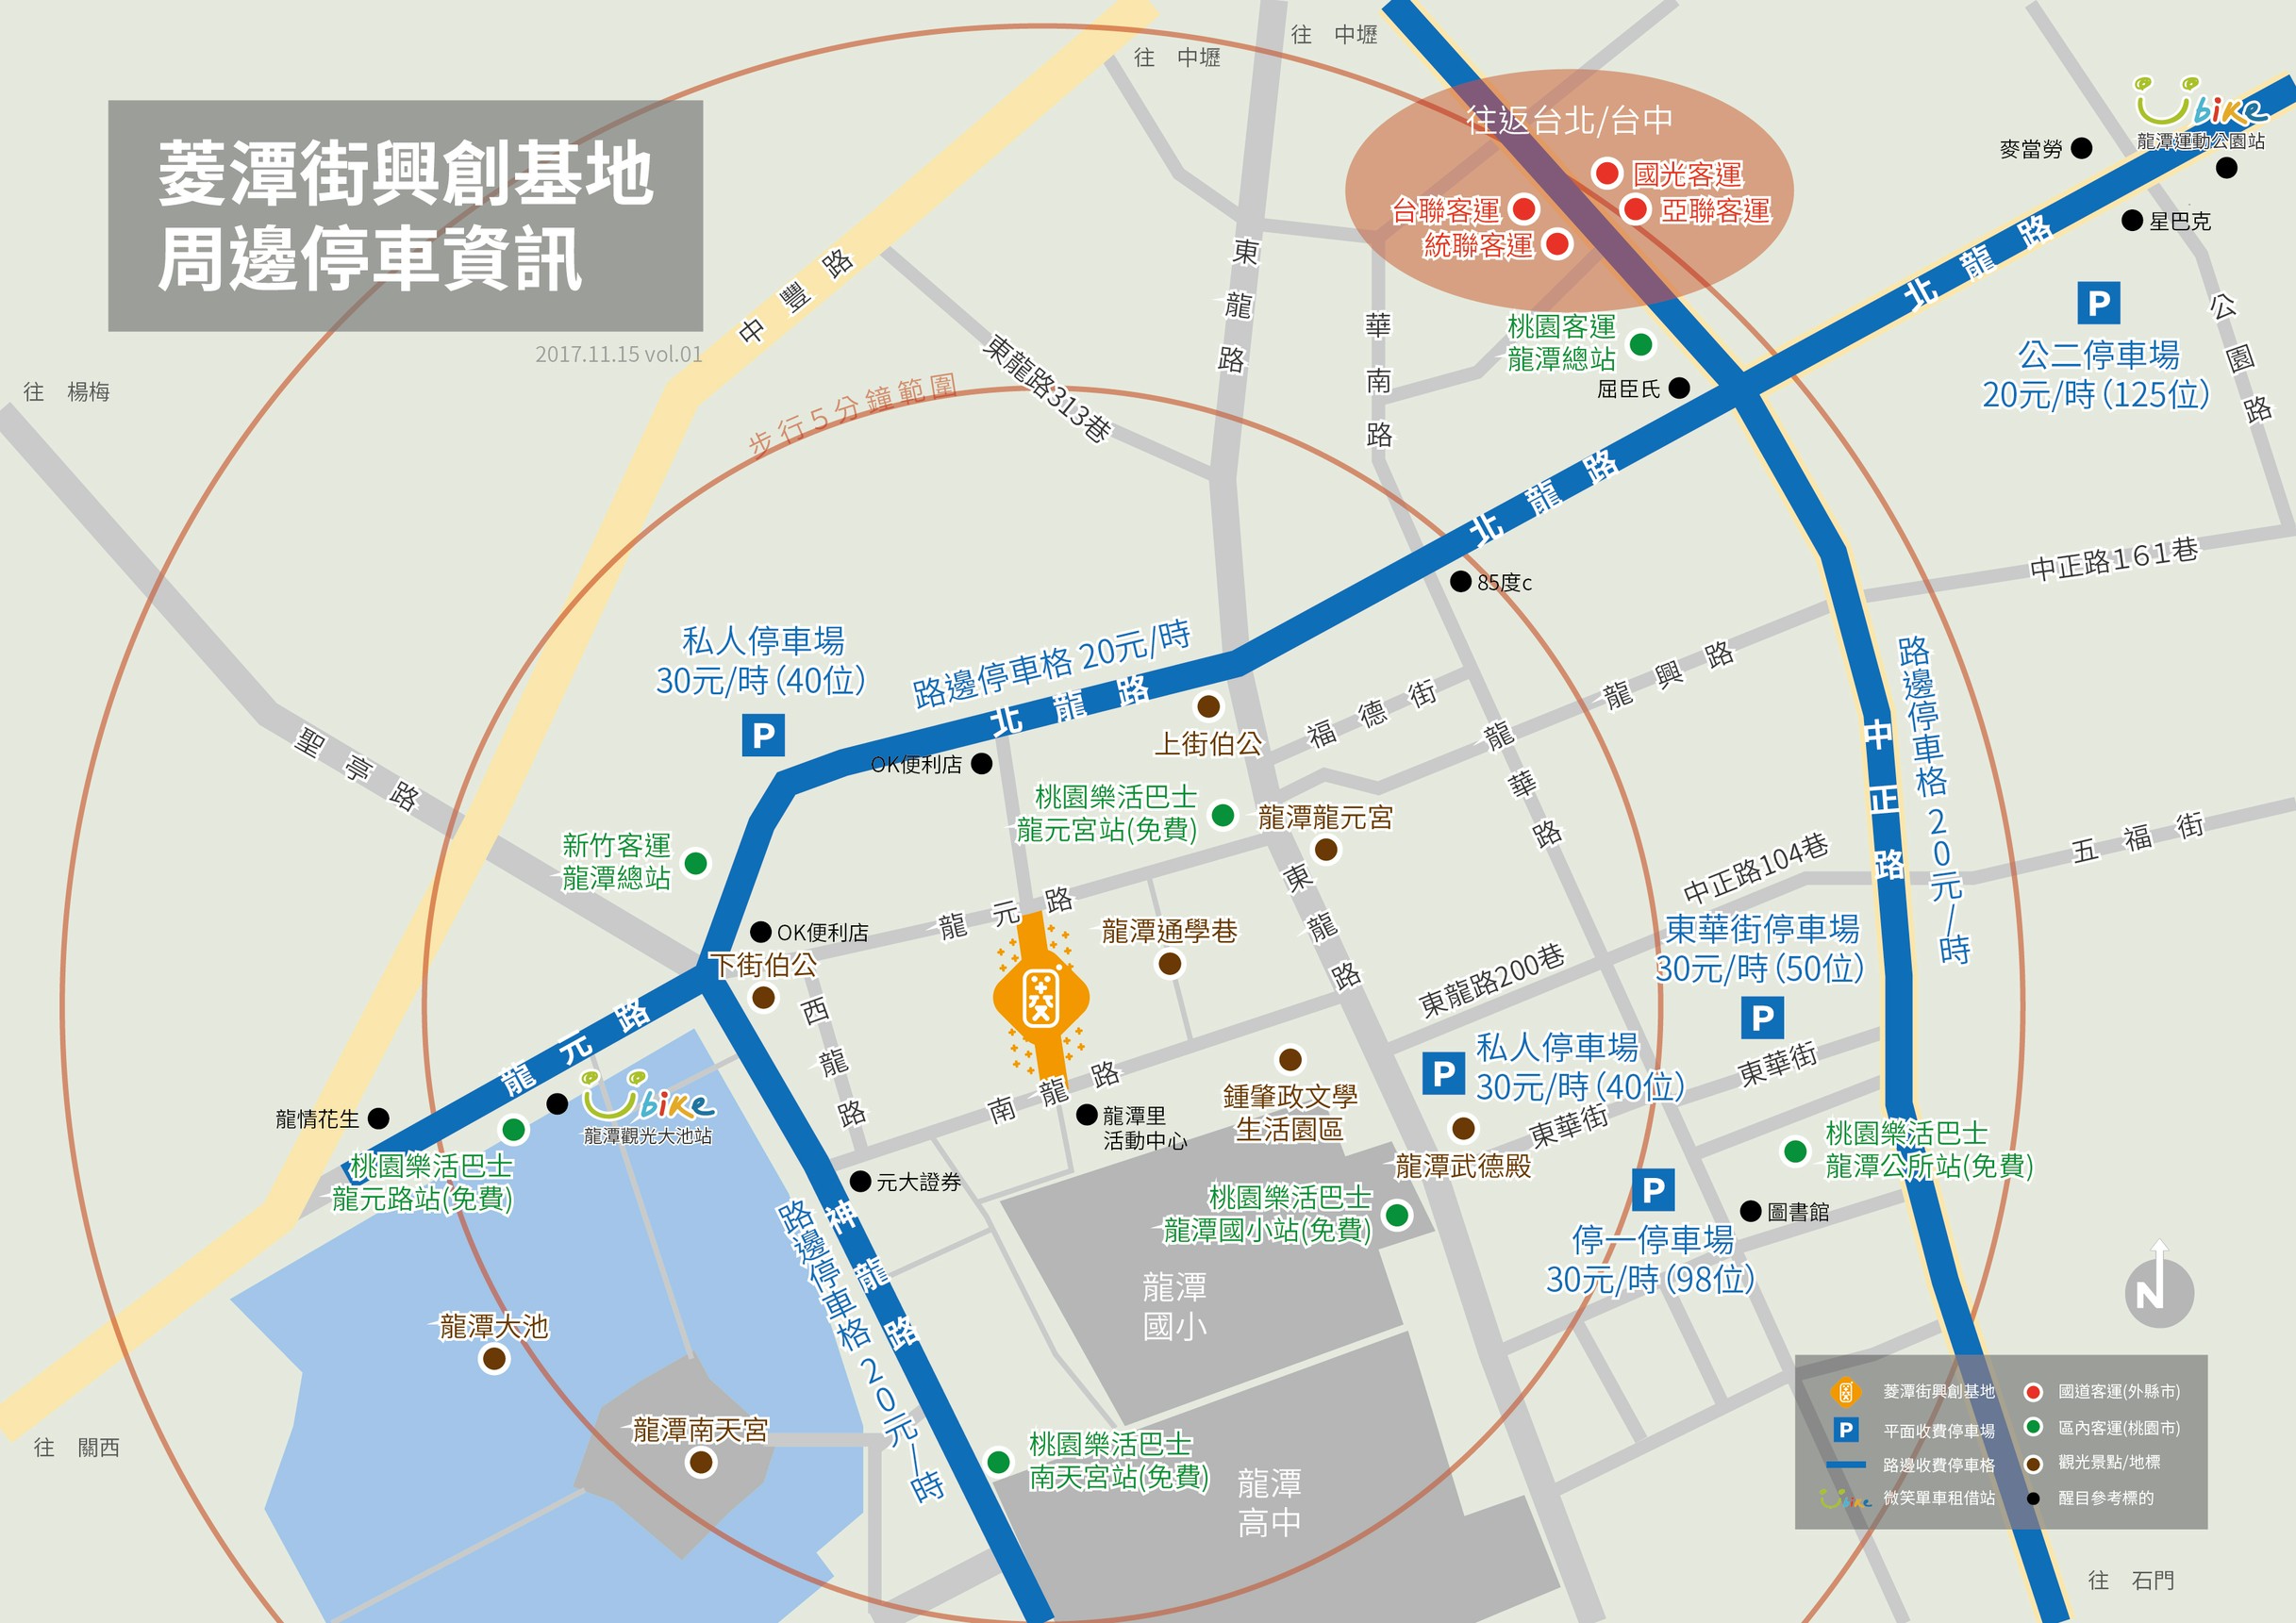 往 中壢
往 中壢
菱潭街興創基地
周邊停車資訊
2017.11.15 vol.01
往 楊梅
中豐路
步行5分鐘範圍
東龍路313巷
東龍路
華南路
往返台北/台中
國光客運
台聯客運
亞聯客運
統聯客運
桃園客運
龍潭總站
屈臣氏
麥當勞
Ubike
龍潭運動公園站
星巴克
北龍路
公園路
P
公二停車場
20元/時(125位)
北龍路
85度c
中正路161巷
聖亭路
私人停車場
30元/時(40位)
P
路邊停車格 20元/時
北龍路
OK便利店
上街伯公
福德街
龍興路
龍華路
路邊停車格 20元/時
中正路
桃園樂活巴士
龍元宮站(免費)
龍潭龍元宮
新竹客運
龍潭總站
OK便利店
下街伯公
龍元路
龍潭通學巷
東龍路
中正路104巷
五福街
東華街停車場
30元/時(50位)
P
東龍路200巷
龍元路
西龍路
南龍路
鍾肇政文學
生活園區
P
私人停車場
30元/時(40位)
東華街
東華街
龍情花生
Ubike
龍潭觀光大池站
桃園樂活巴士
龍元路站(免費)
龍潭里
活動中心
元大證券
龍潭武德殿
桃園樂活巴士
龍潭公所站(免費)
P
停一停車場
30元/時(98位)
圖書館
桃園樂活巴士
龍潭國小站(免費)
路邊停車格 20元/時
神龍路
龍潭
國小
龍潭大池
龍潭南天宮
桃園樂活巴士
南天宮站(免費)
龍潭
高中
往 關西
N
菱潭街興創基地
P
平面收費停車場
路邊收費停車格
Ubike
微笑單車租借站
國道客運(外縣市)
區內客運(桃園市)
觀光景點/地標
醒目參考標的
往 石門